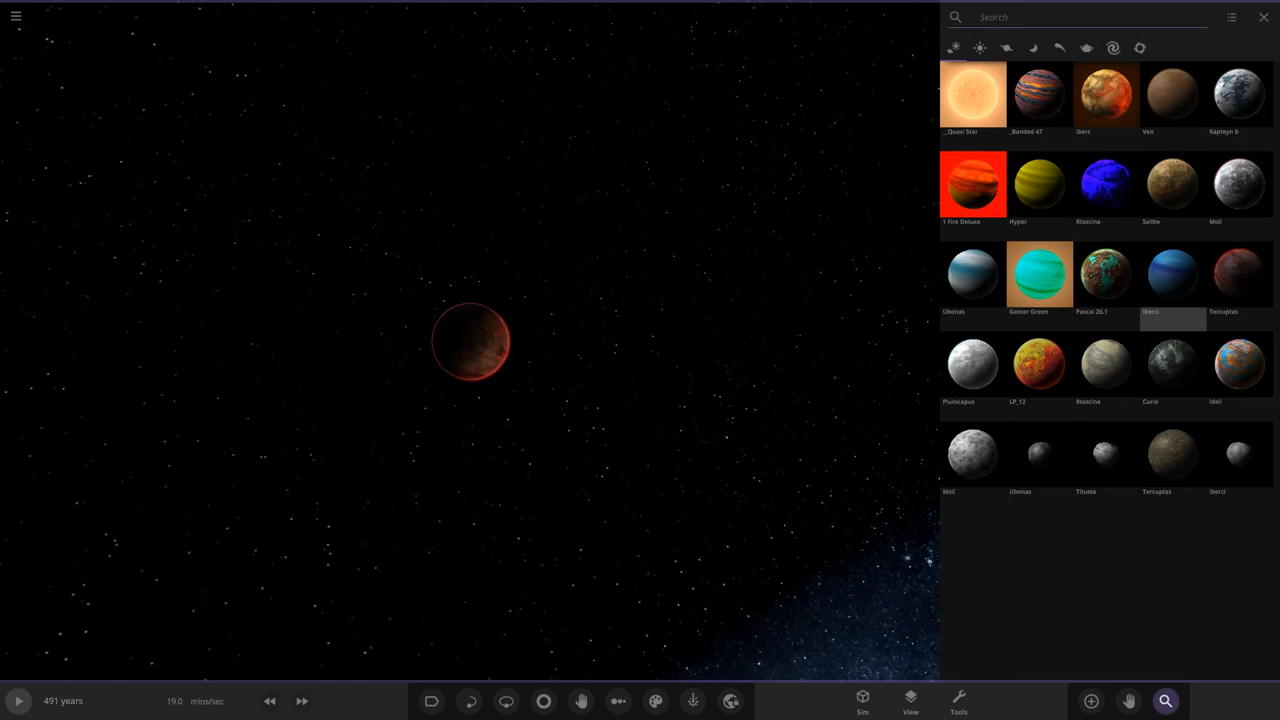 Search
__Quasi Star
_Banded 47
Iberc
Ven
Kapteyn b
1 Fire Deluxe
Hyper
Rtascina
Salibe
Moll
Ubonas
Gasser Green
Pascal 26.1
Iberci
Tercuptas
Plunxiapus
LP_12
Rtascina
Curio
Ideli
Moll
Ubonas
Titusta
Tercuptas
Iberci
491 years
19.0 mins/sec
Sim
View
Tools